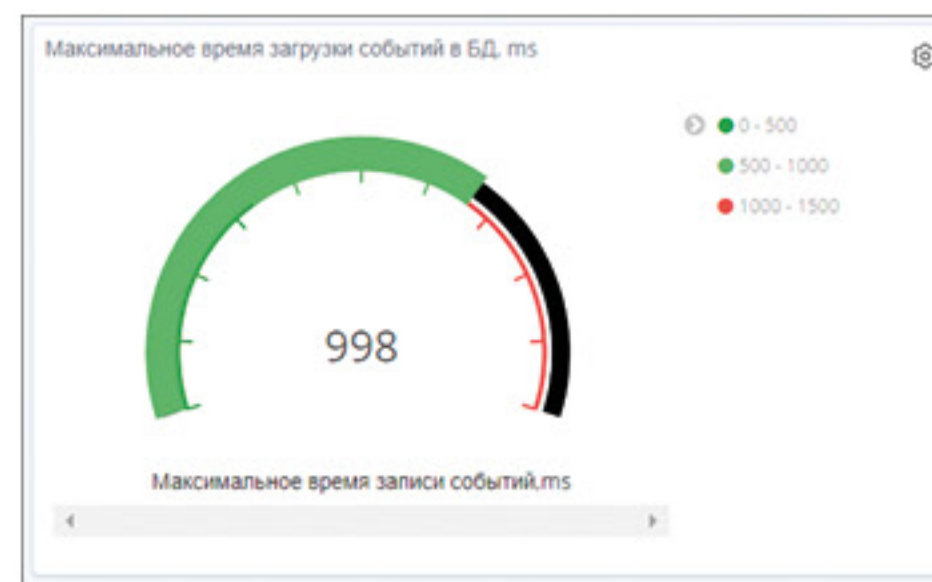 Максимальное время загрузки событий в БД, ms
0 - 500
500 - 1000
1000 - 1500
998
Максимальное время записи событий,ms